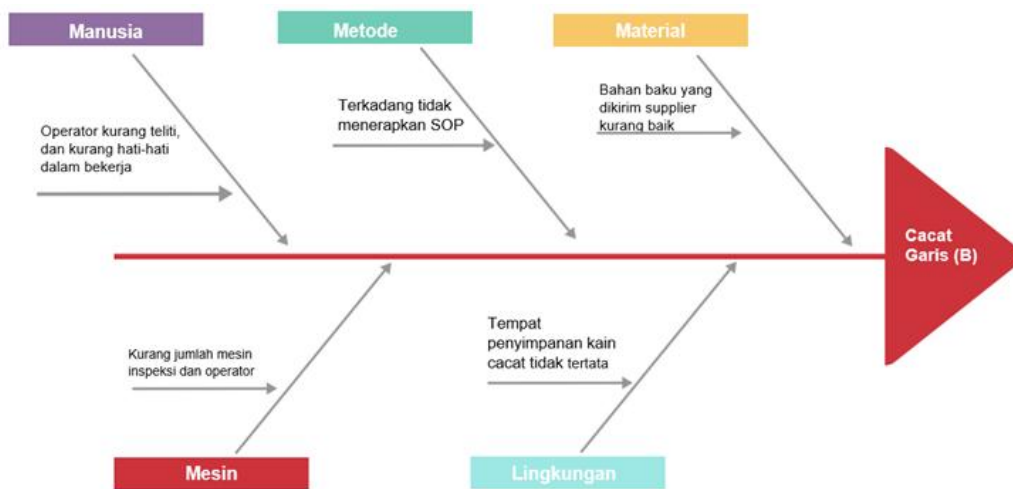 Manusia
Metode
Material
Operator kurang teliti,
dan kurang hati-hati
dalam bekerja
Terkadang tidak
menerapkan SOP
Bahan baku yang
dikirim supplier
kurang baik
Cacat
Garis (B)
Kurang jumlah mesin
inspeksi dan operator
Tempat
penyimpanan kain
cacat tidak tertata
Mesin
Lingkungan